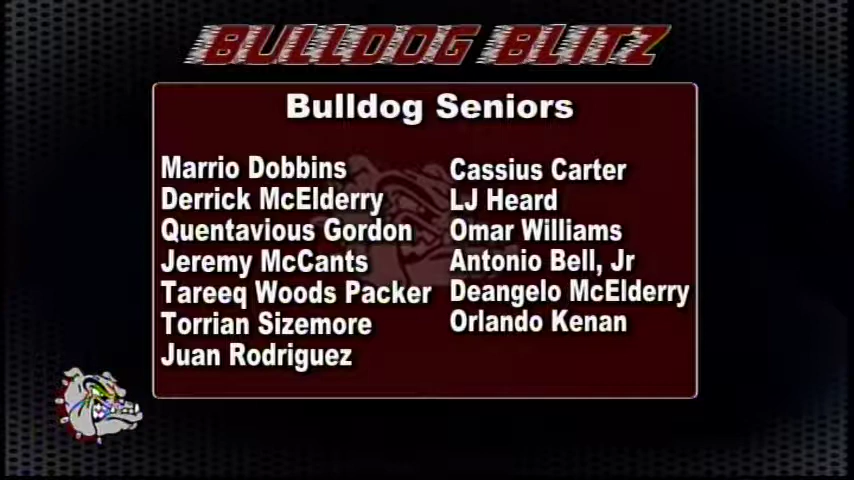 BULLDOG BLITZ
Bulldog Seniors
Marrio Dobbins
Derrick McElderry
Quentavious Gordon
Jeremy McCants
Tareeq Woods Packer
Torrian Sizemore
Juan Rodriguez
Cassius Carter
LJ Heard
Omar Williams
Antonio Bell, Jr
Deangelo McElderry
Orlando Kenan